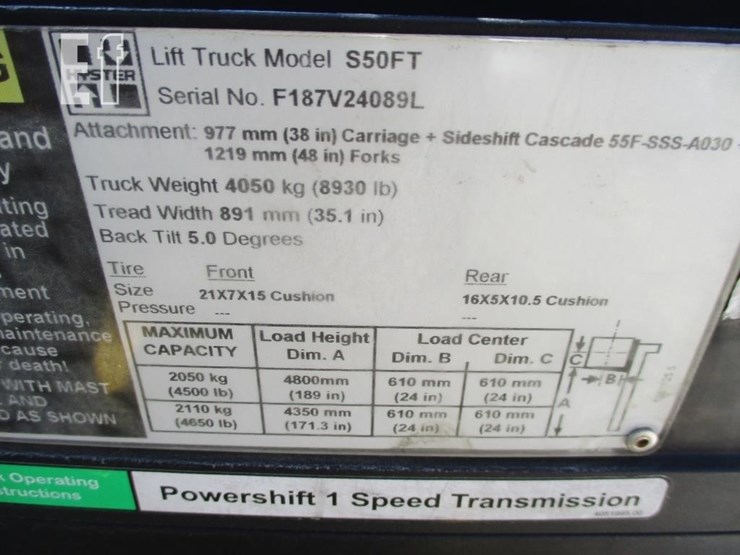 G
Ef
HYSTER
Lift Truck Model S50FT
Serial No. F187V24089L
Attachment: 977 mm (38 in) Carriage + Sideshift Cascade 55F-SSS-A030 -
1219 mm (48 in) Forks
Truck Weight 4050 kg (8930 lb)
Tread Width 891 mm (35.1 in)
Back Tilt 5.0 Degrees
Tire Front Rear
Size 21X7X15 Cushion 16X5X10.5 Cushion
Pressure --- ---
MAXIMUM CAPACITY Load Height Dim. A Load Center Dim. B Dim. C
2050 kg (4500 lb) 4800mm (189 in) 610 mm (24 in) 610 mm (24 in)
2110 kg (4650 lb) 4350 mm (171.3 in) 610 mm (24 in) 610 mm (24 in)
C
B
A
and
y
ating
ated
in
ment
perating,
aintenance
cause
death!
WITH MAST
AND
D AS SHOWN
Operating
structions
Powershift 1 Speed Transmission